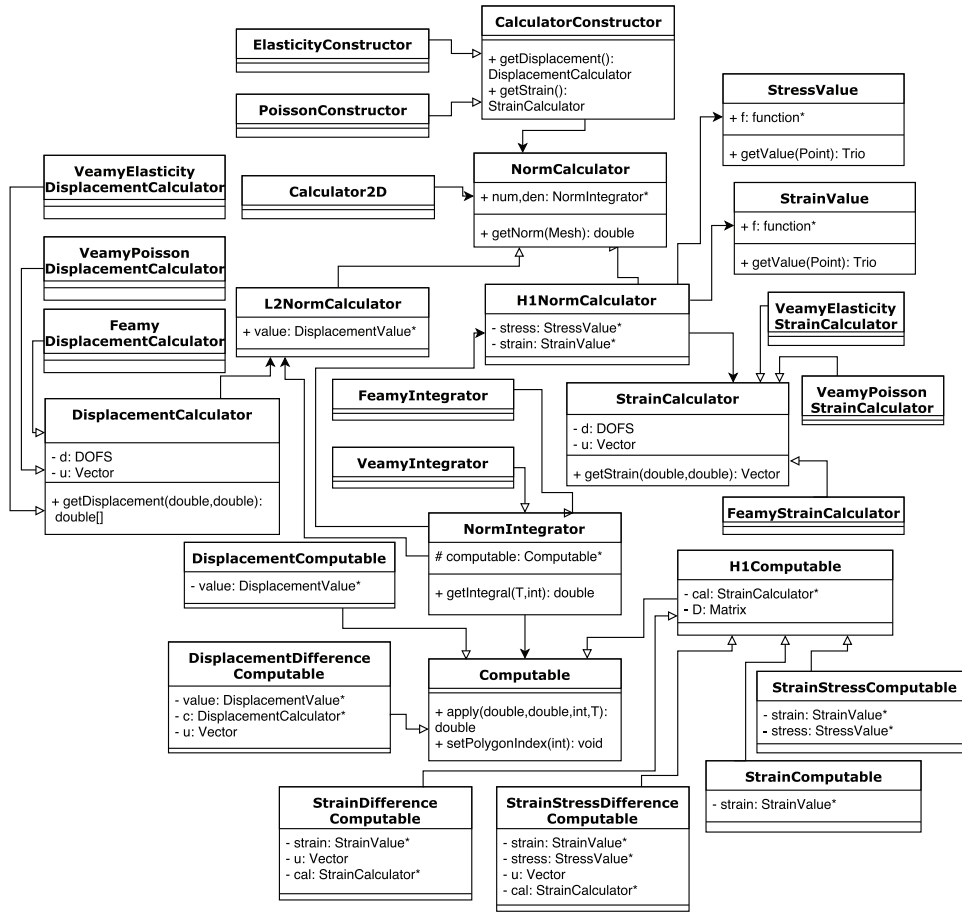 CalculatorConstructor
+ getDisplacement():
DisplacementCalculator
+ getStrain():
StrainCalculator
ElasticityConstructor
PoissonConstructor
StressValue
+ f: function*
+ getValue(Point): Trio
VeamyElasticity
DisplacementCalculator
Calculator2D
NormCalculator
+ num,den: NormIntegrator*
+ getNorm(Mesh): double
StrainValue
+ f: function*
+ getValue(Point): Trio
VeamyPoisson
DisplacementCalculator
L2NormCalculator
+ value: DisplacementValue*
H1NormCalculator
- stress: StressValue*
- strain: StrainValue*
VeamyElasticity
StrainCalculator
Feamy
DisplacementCalculator
FeamyIntegrator
StrainCalculator
- d: DOFS
- u: Vector
+ getStrain(double,double): Vector
VeamyPoisson
StrainCalculator
DisplacementCalculator
- d: DOFS
- u: Vector
+ getDisplacement(double,double):
double[]
VeamyIntegrator
FeamyStrainCalculator
NormIntegrator
# computable: Computable*
+ getIntegral(T,int): double
DisplacementComputable
- value: DisplacementValue*
H1Computable
- cal: StrainCalculator*
- D: Matrix
DisplacementDifference
Computable
- value: DisplacementValue*
- c: DisplacementCalculator*
- u: Vector
Computable
+ apply(double,double,int,T):
double
+ setPolygonIndex(int): void
StrainStressComputable
- strain: StrainValue*
- stress: StressValue*
StrainComputable
- strain: StrainValue*
StrainDifference
Computable
- strain: StrainValue*
- u: Vector
- cal: StrainCalculator*
StrainStressDifference
Computable
- strain: StrainValue*
- stress: StressValue*
- u: Vector
- cal: StrainCalculator*